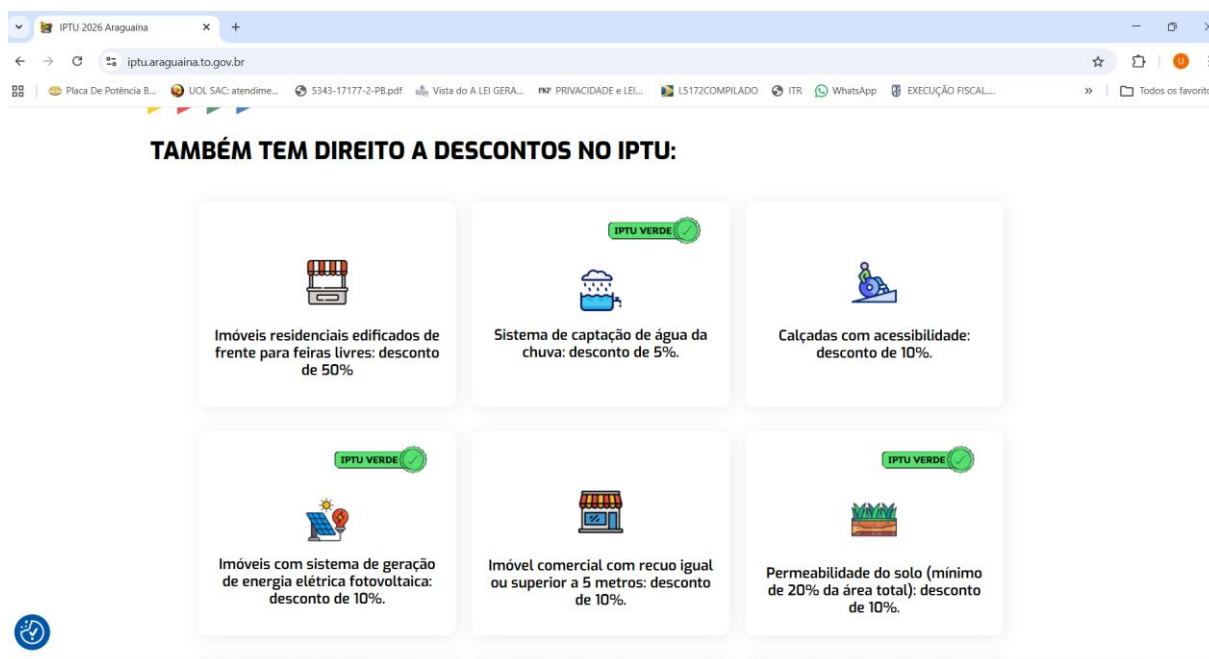 IPTU 2026 Araguaína
iptu.araguaina.to.gov.br
U
Placa De Potência B...
UOL SAC: atendime...
5343-17177-2-PB.pdf
Vista do A LEI GERA...
PKP PRIVACIDADE e LEI...
L5172COMPILADO
ITR
WhatsApp
EXECUÇÃO FISCAL....
»
Todos os favorito
TAMBÉM TEM DIREITO A DESCONTOS NO IPTU:
Imóveis residenciais edificados de
frente para feiras livres: desconto
de 50%
IPTU VERDE
Sistema de captação de água da
chuva: desconto de 5%.
Calçadas com acessibilidade:
desconto de 10%.
IPTU VERDE
Imóveis com sistema de geração
de energia elétrica fotovoltaica:
desconto de 10%.
Imóvel comercial com recuo igual
ou superior a 5 metros: desconto
de 10%.
IPTU VERDE
Permeabilidade do solo (mínimo
de 20% da área total): desconto
de 10%.